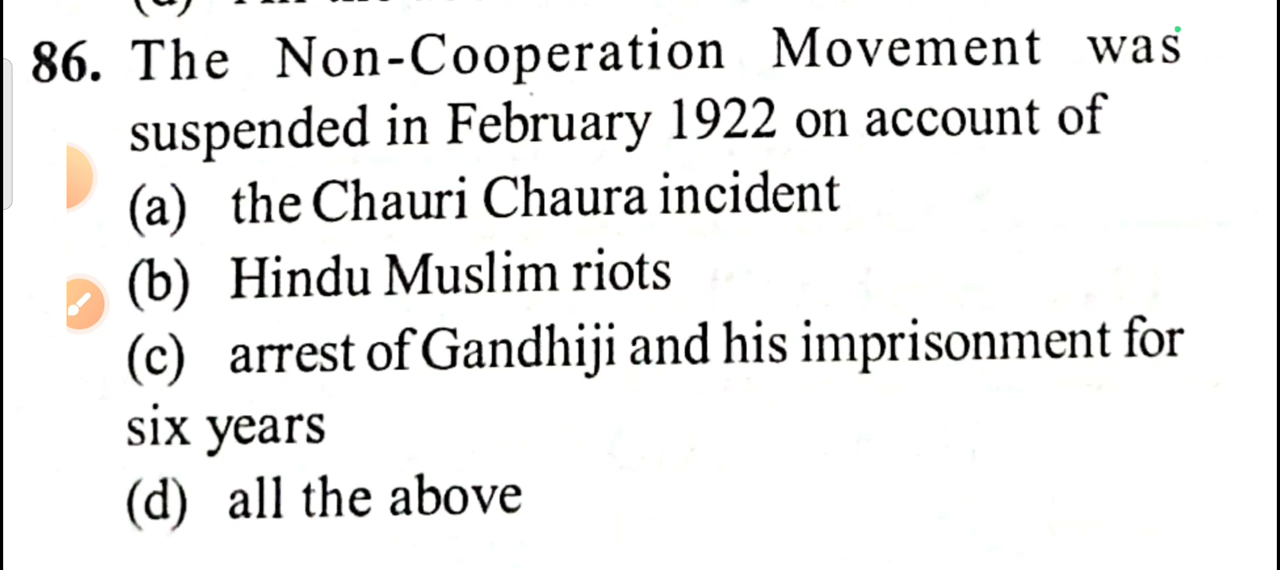 86. The Non-Cooperation Movement was
suspended in February 1922 on account of
(a) the Chauri Chaura incident
(b) Hindu Muslim riots
(c) arrest of Gandhiji and his imprisonment for
six years
(d) all the above